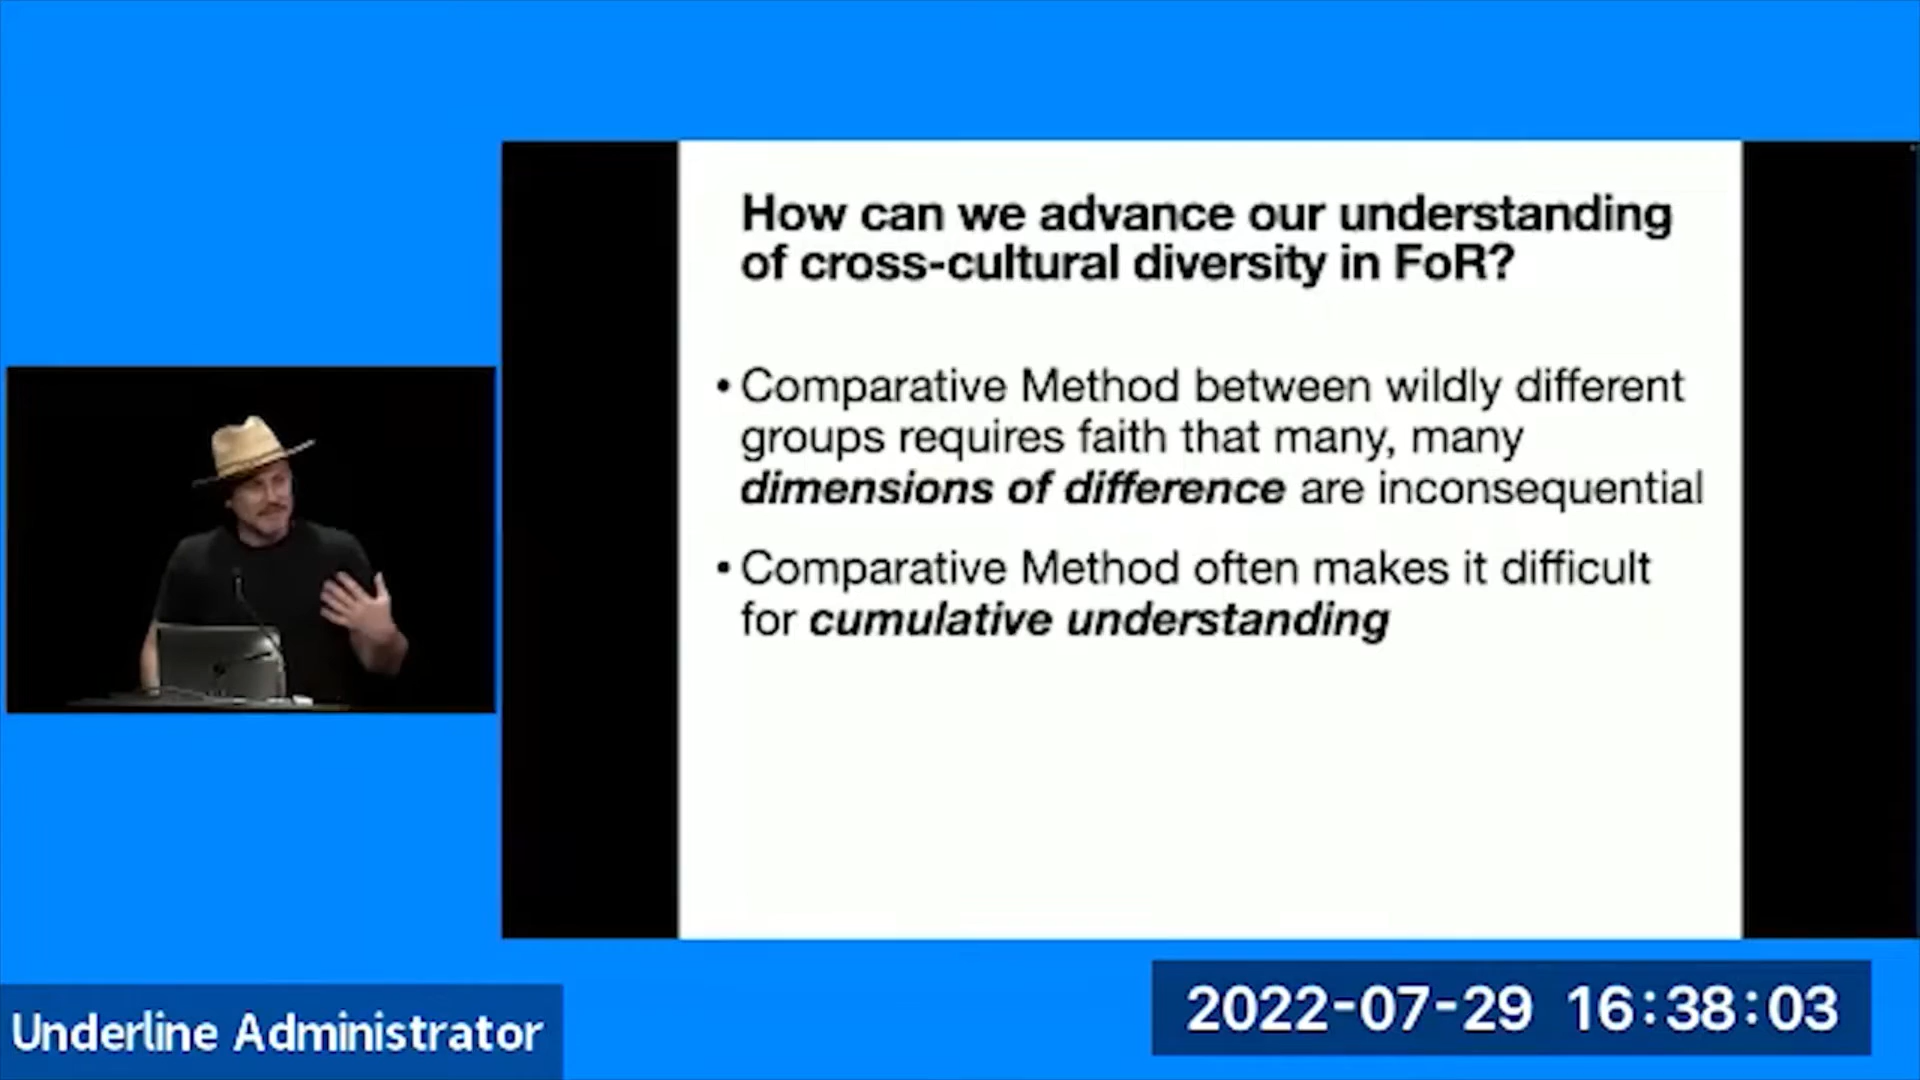 How can we advance our understanding
of cross-cultural diversity in FoR?
• Comparative Method between wildly different
groups requires faith that many, many
dimensions of difference are inconsequential
• Comparative Method often makes it difficult
for cumulative understanding
Underline Administrator
2022-07-29 16:38:03